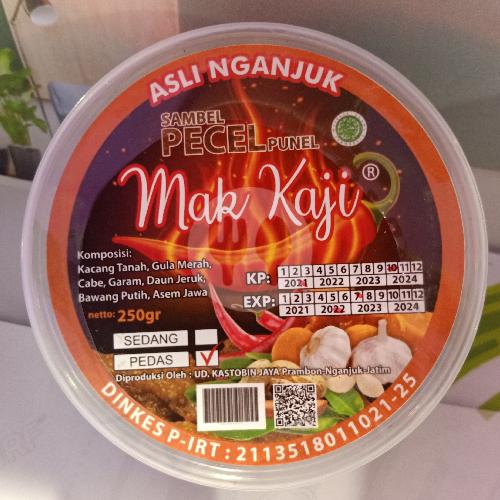 ASLI NGANJUK
SAMBEL
PECEL PUNEL
Mak Kaji ®
Komposisi:
Kacang Tanah, Gula Merah,
Cabe, Garam, Daun Jeruk,
Bawang Putih, Asem Jawa
netto: 250gr
KP: 1 2 3 4 5 6 7 8 9 10 11 12
2021 2022 2023 2024
EXP: 1 2 3 4 5 6 7 8 9 10 11 12
2021 2022 2023 2024
SEDANG
PEDAS
Diproduksi Oleh : UD. KASTOBIN JAYA Prambon-Nganjuk-Jatim
DINKES P-IRT : 2113518011021-25